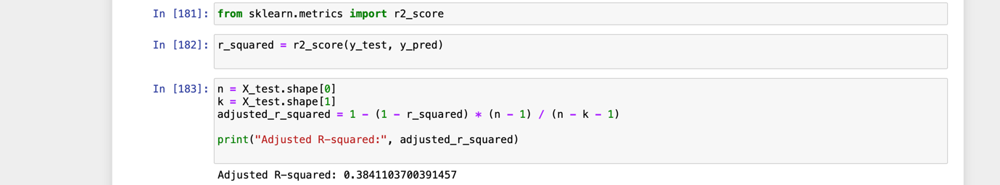 In [181]: from sklearn.metrics import r2_score
In [182]: r_squared = r2_score(y_test, y_pred)
In [183]: n = X_test.shape[0]
k = X_test.shape[1]
adjusted_r_squared = 1 - (1 - r_squared) * (n - 1) / (n - k - 1)
print("Adjusted R-squared:", adjusted_r_squared)
Adjusted R-squared: 0.3841103700391457